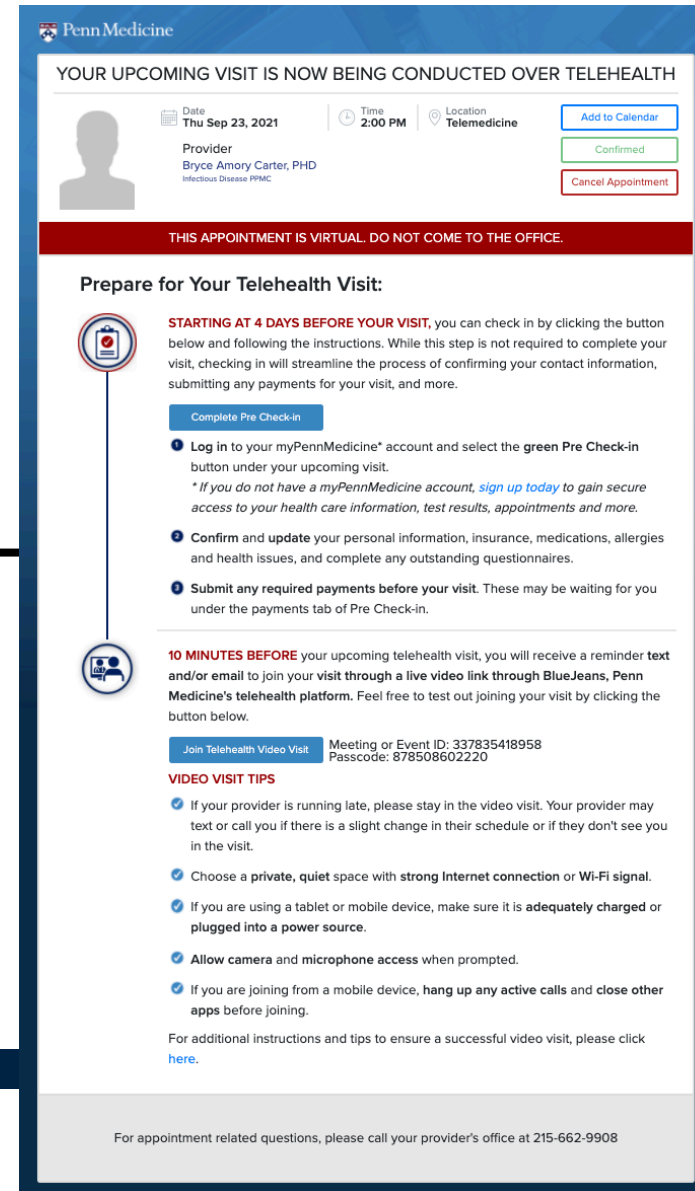 Penn Medicine
YOUR UPCOMING VISIT IS NOW BEING CONDUCTED OVER TELEHEALTH
Date
Thu Sep 23, 2021
Time
2:00 PM
Location
Telemedicine
Provider
Bryce Amory Carter, PHD
Infectious Disease PPMC
Add to Calendar
Confirmed
Cancel Appointment
THIS APPOINTMENT IS VIRTUAL. DO NOT COME TO THE OFFICE.
Prepare for Your Telehealth Visit:
STARTING AT 4 DAYS BEFORE YOUR VISIT, you can check in by clicking the button
below and following the instructions. While this step is not required to complete your
visit, checking in will streamline the process of confirming your contact information,
submitting any payments for your visit, and more.
Complete Pre Check-in
1 Log in to your myPennMedicine* account and select the green Pre Check-in
button under your upcoming visit.
* If you do not have a myPennMedicine account, sign up today to gain secure
access to your health care information, test results, appointments and more.
2 Confirm and update your personal information, insurance, medications, allergies
and health issues, and complete any outstanding questionnaires.
3 Submit any required payments before your visit. These may be waiting for you
under the payments tab of Pre Check-in.
10 MINUTES BEFORE your upcoming telehealth visit, you will receive a reminder text
and/or email to join your visit through a live video link through BlueJeans, Penn
Medicine's telehealth platform. Feel free to test out joining your visit by clicking the
button below.
Join Telehealth Video Visit
Meeting or Event ID: 337835418958
Passcode: 878508602220
VIDEO VISIT TIPS
If your provider is running late, please stay in the video visit. Your provider may
text or call you if there is a slight change in their schedule or if they don't see you
in the visit.
Choose a private, quiet space with strong Internet connection or Wi-Fi signal.
If you are using a tablet or mobile device, make sure it is adequately charged or
plugged into a power source.
Allow camera and microphone access when prompted.
If you are joining from a mobile device, hang up any active calls and close other
apps before joining.
For additional instructions and tips to ensure a successful video visit, please click
here.
For appointment related questions, please call your provider's office at 215-662-9908